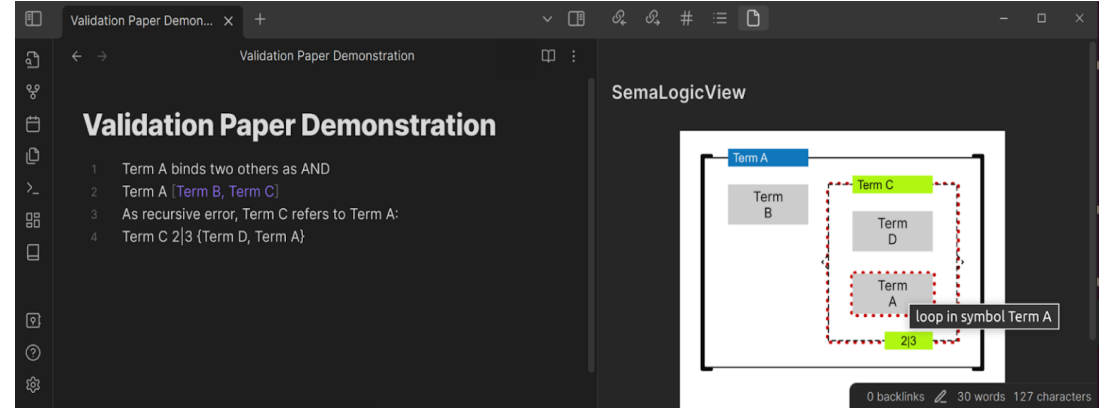 Validation Paper Demon...
Validation Paper Demonstration
Validation Paper Demonstration
1 Term A binds two others as AND
2 Term A [Term B, Term C]
3 As recursive error, Term C refers to Term A:
4 Term C 2|3 {Term D, Term A}
SemaLogicView
Term A
Term
B
Term C
Term
D
Term
A
loop in symbol Term A
2|3
0 backlinks 30 words 127 characters